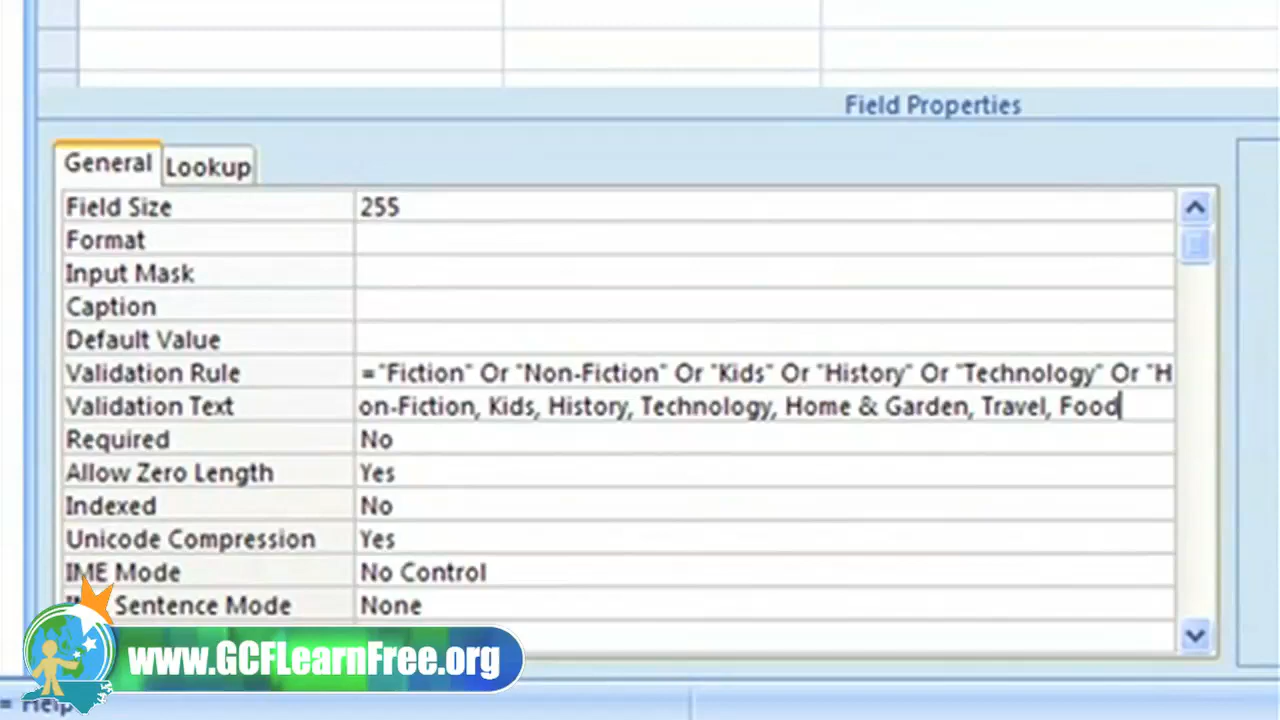 Field Properties
General Lookup
Field Size 255
Format
Input Mask
Caption
Default Value
Validation Rule ="Fiction" Or "Non-Fiction" Or "Kids" Or "History" Or "Technology" Or "H
Validation Text on-Fiction, Kids, History, Technology, Home & Garden, Travel, Food
Required No
Allow Zero Length Yes
Indexed No
Unicode Compression Yes
IME Mode No Control
Sentence Mode None
www.GCFLearnFree.org
= Help